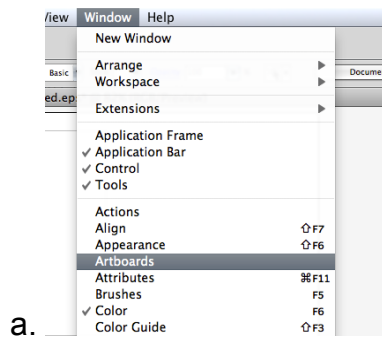 View Window Help
New Window
Arrange
Basic
Docume
Workspace
ed.ep
Extensions
Application Frame
✓ Application Bar
✓ Control
✓ Tools
Actions
Align ⇧F7
Appearance ⇧F6
Artboards
Attributes ⌘F11
Brushes F5
✓ Color F6
a.
Color Guide ⇧F3